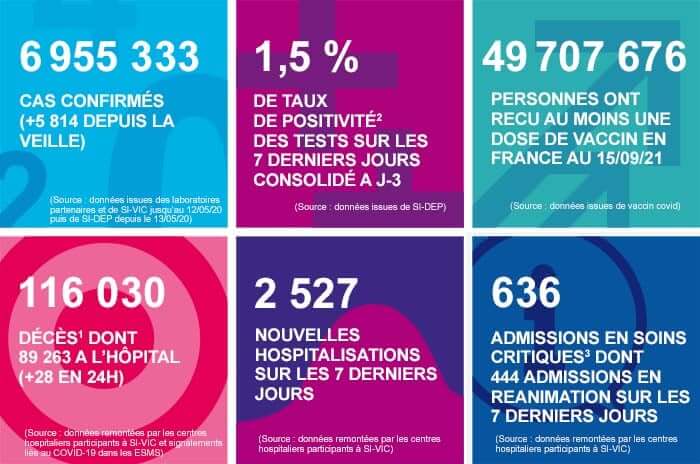 6 955 333
CAS CONFIRMÉS
(+5 814 DEPUIS LA
VEILLE)
(Source : données issues des laboratoires
partenaires et de SI-VIC jusqu'au 12/05/20
puis de SI-DEP depuis le 13/05/20)
1,5 %
DE TAUX
DE POSITIVITÉ²
DES TESTS SUR LES
7 DERNIERS JOURS
CONSOLIDÉ A J-3
(Source : données issues de SI-DEP)
49 707 676
PERSONNES ONT
RECU AU MOINS UNE
DOSE DE VACCIN EN
FRANCE AU 15/09/21
(Source : données issues de vaccin covid)
116 030
DÉCÈS¹ DONT
89 263 A L'HÔPITAL
(+28 EN 24H)
(Source : données remontées par les centres
hospitaliers participants à SI-VIC et signalements
liés au COVID-19 dans les ESMS)
2 527
NOUVELLES
HOSPITALISATIONS
SUR LES 7 DERNIERS
JOURS
(Source : données remontées par les centres
hospitaliers participants à SI-VIC)
636
ADMISSIONS EN SOINS
CRITIQUES³ DONT
444 ADMISSIONS EN
REANIMATION SUR LES
7 DERNIERS JOURS
(Source : données remontées par les centres
hospitaliers participants à SI-VIC)